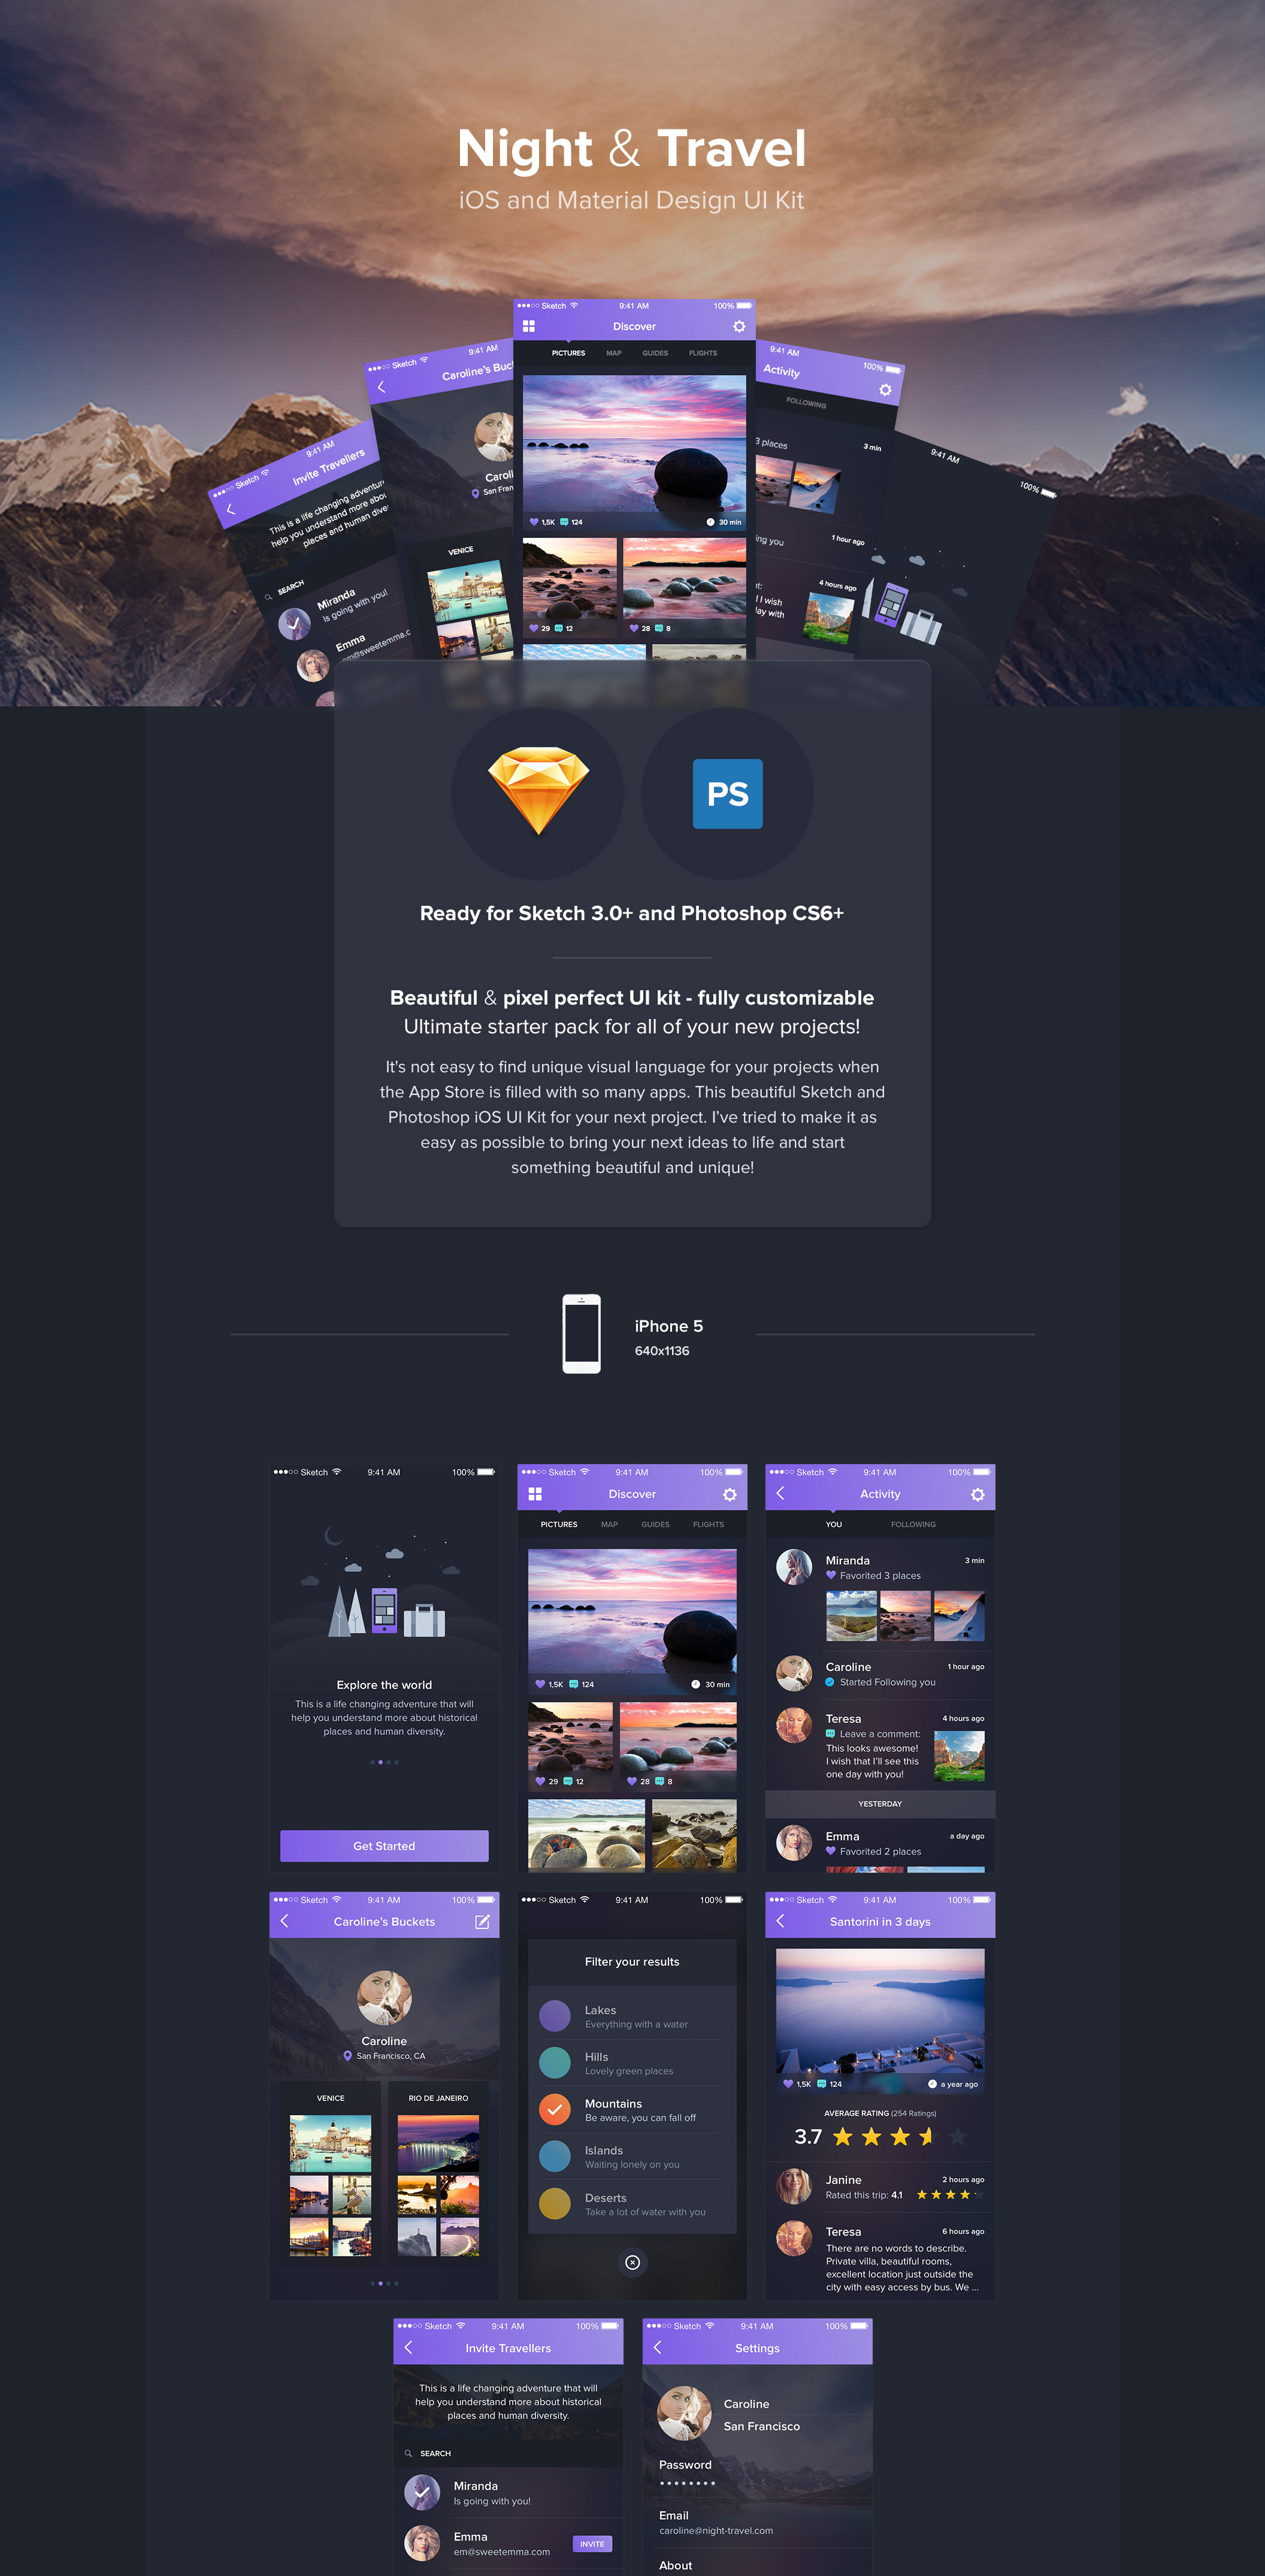 Night & Travel
iOS and Material Design UI Kit
Sketch 9:41 AM 100%
Discover
PICTURES MAP GUIDES FLIGHTS
1,5K 124 30 min
29 12 28 8
Sketch 9:41 AM
Caroline's Buc
Caroli
San Fran
VENICE
Sketch 9:41 AM
Invite Travellers
This is a life changing adventure
help you understand more abou
places and human dive
SEARCH
Miranda
Is going with you!
Emma
em@sweetemma.c
9:41 AM 100%
Activity
FOLLOWING
3 places 3 min
ing you 1 hour ago
nt: 4 hours ago
I wish
ay with
9:41 AM 100%
PS
Ready for Sketch 3.0+ and Photoshop CS6+
Beautiful & pixel perfect UI kit - fully customizable
Ultimate starter pack for all of your new projects!
It's not easy to find unique visual language for your projects when
the App Store is filled with so many apps. This beautiful Sketch and
Photoshop iOS UI Kit for your next project. I've tried to make it as
easy as possible to bring your next ideas to life and start
something beautiful and unique!
iPhone 5
640x1136
Sketch 9:41 AM 100%
Explore the world
This is a life changing adventure that will
help you understand more about historical
places and human diversity.
Get Started
Sketch 9:41 AM 100%
Discover
PICTURES MAP GUIDES FLIGHTS
1,5K 124 30 min
29 12 28 8
Sketch 9:41 AM 100%
Activity
YOU FOLLOWING
Miranda 3 min
Favorited 3 places
Caroline 1 hour ago
Started Following you
Teresa 4 hours ago
Leave a comment:
This looks awesome!
I wish that I'll see this
one day with you!
YESTERDAY
Emma a day ago
Favorited 2 places
Sketch 9:41 AM 100%
Caroline's Buckets
Caroline
San Francisco, CA
VENICE RIO DE JANEIRO
Sketch 9:41 AM 100%
Filter your results
Lakes
Everything with a water
Hills
Lovely green places
Mountains
Be aware, you can fall off
Islands
Waiting lonely on you
Deserts
Take a lot of water with you
Sketch 9:41 AM 100%
Santorini in 3 days
1,5K 124 a year ago
AVERAGE RATING (254 Ratings)
3.7
Janine 2 hours ago
Rated this trip: 4.1
Teresa 6 hours ago
There are no words to describe.
Private villa, beautiful rooms,
excellent location just outside the
city with easy access by bus. We ...
Sketch 9:41 AM 100%
Invite Travellers
This is a life changing adventure that will
help you understand more about historical
places and human diversity.
SEARCH
Miranda
Is going with you!
Emma
em@sweetemma.com INVITE
Sketch 9:41 AM 100%
Settings
Caroline
San Francisco
Password
Email
caroline@night-travel.com
About